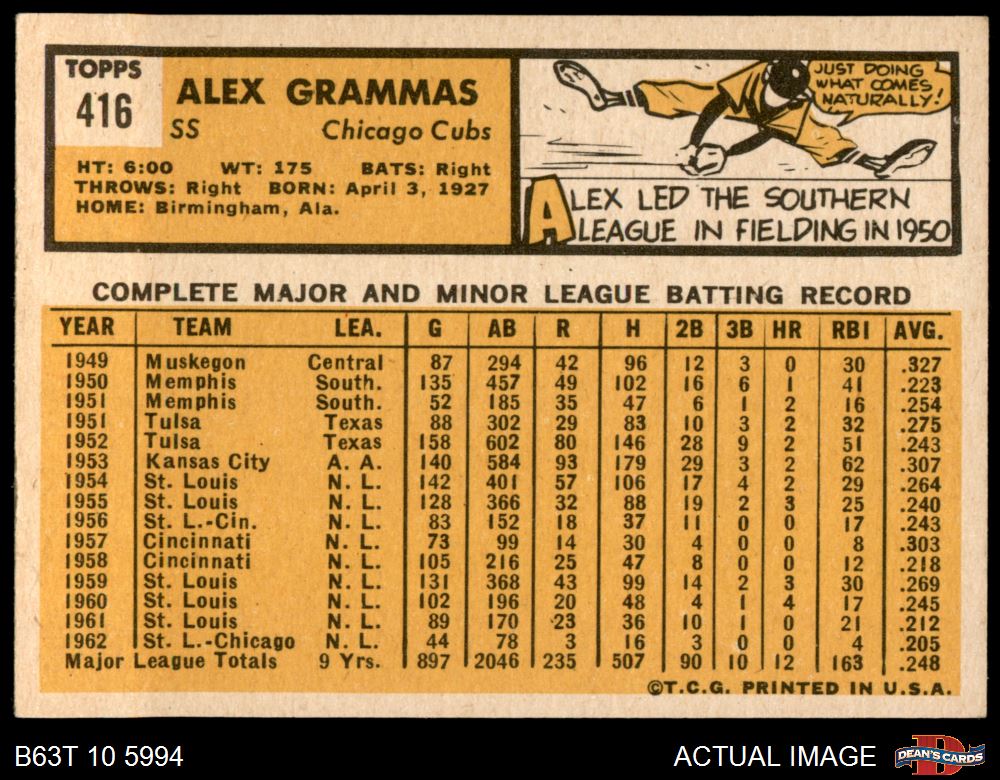 TOPPS
416
ALEX GRAMMAS
SS Chicago Cubs
HT: 6:00 WT: 175 BATS: Right
THROWS: Right BORN: April 3, 1927
HOME: Birmingham, Ala.
JUST DOING
WHAT COMES
NATURALLY!
ALEX LED THE SOUTHERN
LEAGUE IN FIELDING IN 1950
COMPLETE MAJOR AND MINOR LEAGUE BATTING RECORD
YEAR TEAM LEA. G AB R H 2B 3B HR RBI AVG.
1949 Muskegon Central 87 294 42 96 12 3 0 30 .327
1950 Memphis South. 135 457 49 102 16 6 1 41 .223
1951 Memphis South. 52 185 35 47 6 1 2 16 .254
1951 Tulsa Texas 88 302 29 83 10 3 2 32 .275
1952 Tulsa Texas 158 602 80 146 28 9 2 51 .243
1953 Kansas City A. A. 140 584 93 179 29 3 2 62 .307
1954 St. Louis N. L. 142 401 57 106 17 4 2 29 .264
1955 St. Louis N. L. 128 366 32 88 19 2 3 25 .240
1956 St. L.-Cin. N. L. 83 152 18 37 11 0 0 17 .243
1957 Cincinnati N. L. 73 99 14 30 4 0 0 8 .303
1958 Cincinnati N. L. 105 216 25 47 8 0 0 12 .218
1959 St. Louis N. L. 131 368 43 99 14 2 3 30 .269
1960 St. Louis N. L. 102 196 20 48 4 1 4 17 .245
1961 St. Louis N. L. 89 170 23 36 10 1 0 21 .212
1962 St. L.-Chicago N. L. 44 78 3 16 3 0 0 4 .205
Major League Totals 9 Yrs. 897 2046 235 507 90 10 12 163 .248
©T.C.G. PRINTED IN U.S.A.
B63T 10 5994 ACTUAL IMAGE DEAN'S CARDS